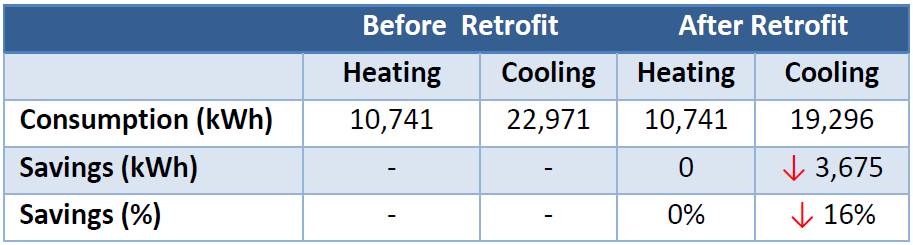 Before Retrofit After Retrofit
Heating Cooling Heating Cooling
Consumption (kWh) 10,741 22,971 10,741 19,296
Savings (kWh) - - 0 ↓ 3,675
Savings (%) - - 0% ↓ 16%